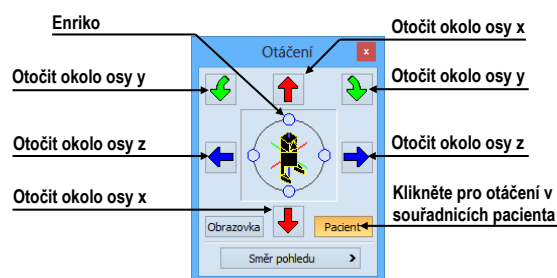 Enriko
Otočit okolo osy x
Otáčení
x
Otočit okolo osy y
Otočit okolo osy y
Otočit okolo osy z
Otočit okolo osy z
Otočit okolo osy x
Klikněte pro otáčení v
souřadnicích pacienta
Obrazovka
Pacient
Směr pohledu >